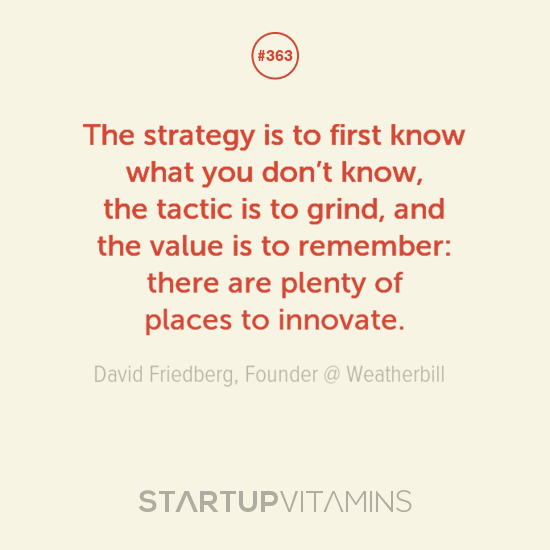 #363
The strategy is to first know
what you don’t know,
the tactic is to grind, and
the value is to remember:
there are plenty of
places to innovate.
David Friedberg, Founder @ Weatherbill
STARTUPVITAMINS